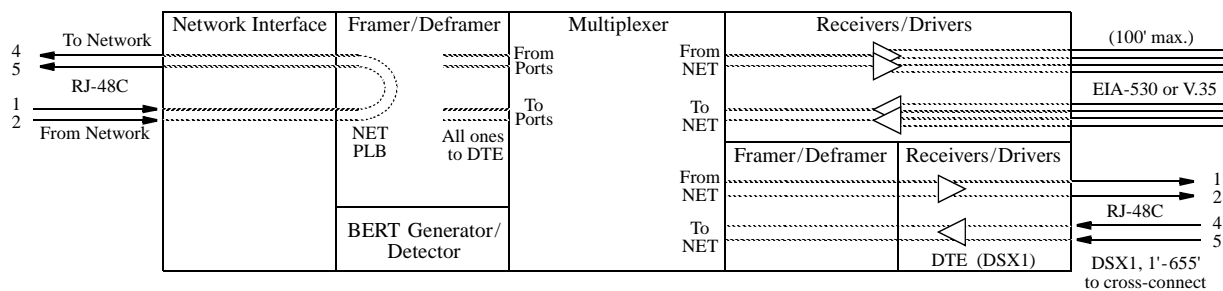 Network Interface
Framer/Deframer
Multiplexer
Receivers/Drivers
4
To Network
5
RJ-48C
1
2
From Network
NET
PLB
From
Ports
To
Ports
All ones
to DTE
BERT Generator/
Detector
From
NET
To
NET
(100' max.)
EIA-530 or V.35
Framer/Deframer
Receivers/Drivers
From
NET
To
NET
DTE (DSX1)
1
2
RJ-48C
4
5
DSX1, 1'-655'
to cross-connect